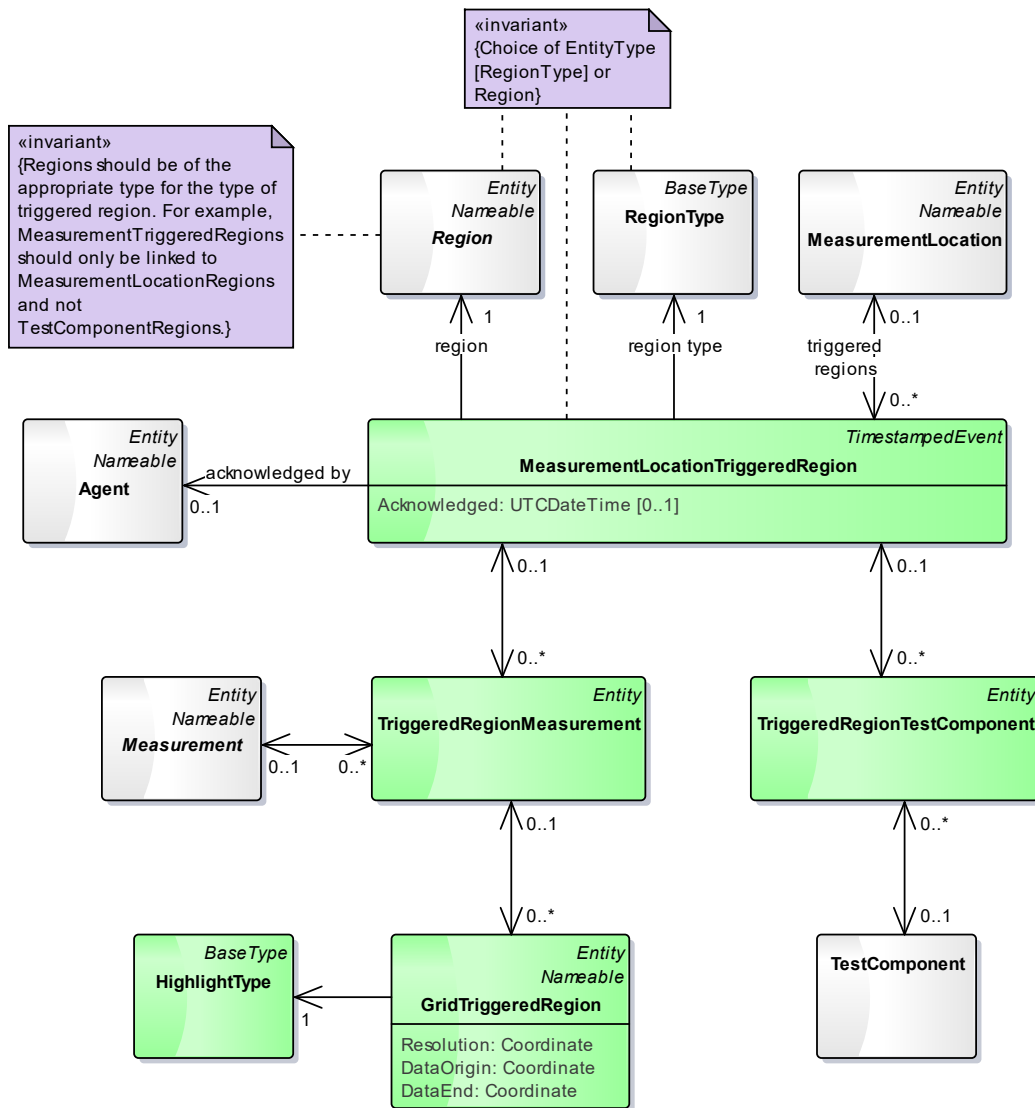 «invariant»
{Choice of EntityType
[RegionType] or
Region}
«invariant»
{Regions should be of the
appropriate type for the type of
triggered region. For example,
MeasurementTriggeredRegions
should only be linked to
MeasurementLocationRegions
and not
TestComponentRegions.}
Entity
Nameable
Region
BaseType
RegionType
Entity
Nameable
MeasurementLocation
1
region
1
region type
0..1
triggered
regions
0..*
Entity
Nameable
Agent
acknowledged by
0..1
TimestampedEvent
MeasurementLocationTriggeredRegion
Acknowledged: UTCDateTime [0..1]
0..1
0..*
0..1
0..*
Entity
Nameable
Measurement
0..1
0..*
Entity
TriggeredRegionMeasurement
Entity
TriggeredRegionTestComponent
0..1
0..*
0..*
0..1
BaseType
HighlightType
1
Entity
Nameable
GridTriggeredRegion
Resolution: Coordinate
DataOrigin: Coordinate
DataEnd: Coordinate
TestComponent